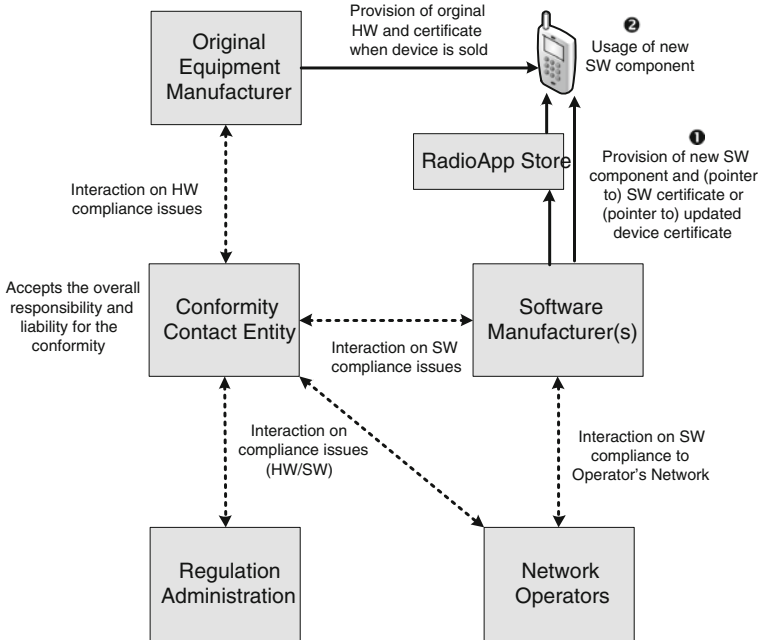 Provision of orginal
HW and certificate
when device is sold
Original
Equipment
Manufacturer
❷
Usage of new
SW component
RadioApp Store
❶
Provision of new SW
component and (pointer
to) SW certificate or
(pointer to) updated
device certificate
Interaction on HW
compliance issues
Accepts the overall
responsibility and
liability for the
conformity
Conformity
Contact Entity
Interaction on SW
compliance issues
Software
Manufacturer(s)
Interaction on
compliance issues
(HW/SW)
Interaction on SW
compliance to
Operator's Network
Regulation
Administration
Network
Operators